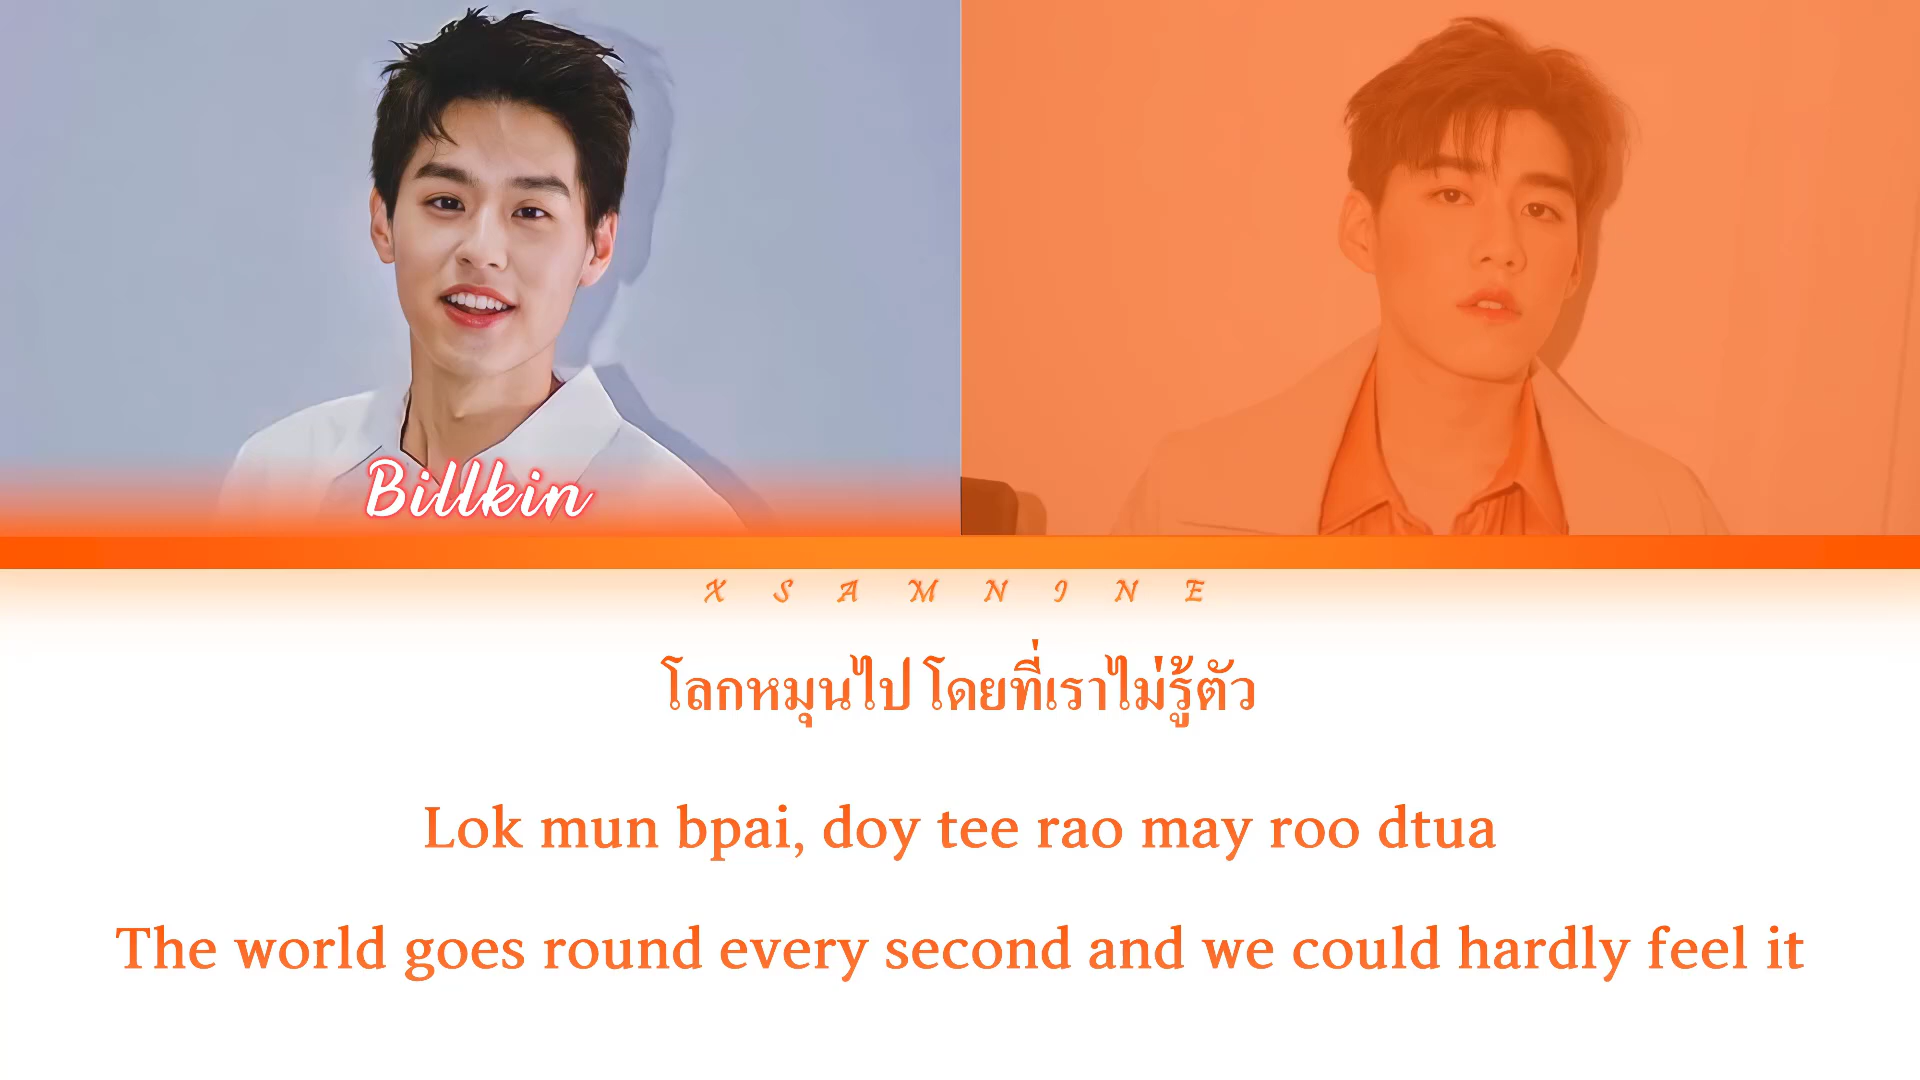 Billkin
X S A M N I N E
โลกหมุนไป โดยที่เราไม่รู้ตัว
Lok mun bpai, doy tee rao may roo dtua
The world goes round every second and we could hardly feel it